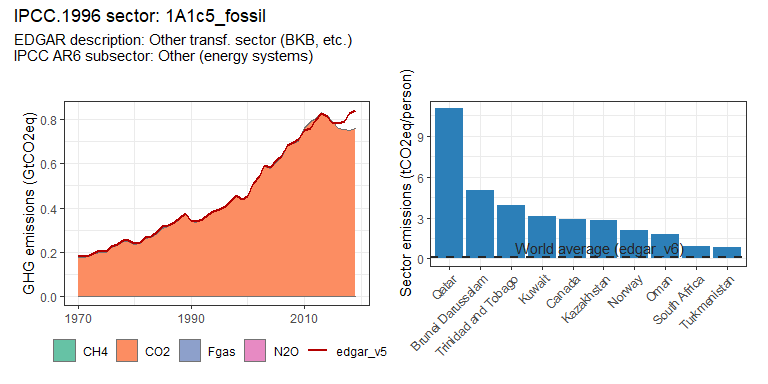 IPCC.1996 sector: 1A1c5_fossil
EDGAR description: Other transf. sector (BKB, etc.)
IPCC AR6 subsector: Other (energy systems)
GHG emissions (GtCO2eq)
0.8
0.6
0.4
0.2
0.0
1970
1990
2010
CH4
CO2
Fgas
N2O
edgar_v5
Sector emissions (tCO2eq/person)
9
6
3
0
World average (edgar_v6)
Qatar
Brunei Darussalam
Trinidad and Tobago
Kuwait
Canada
Kazakhstan
Norway
Oman
South Africa
Turkmenistan